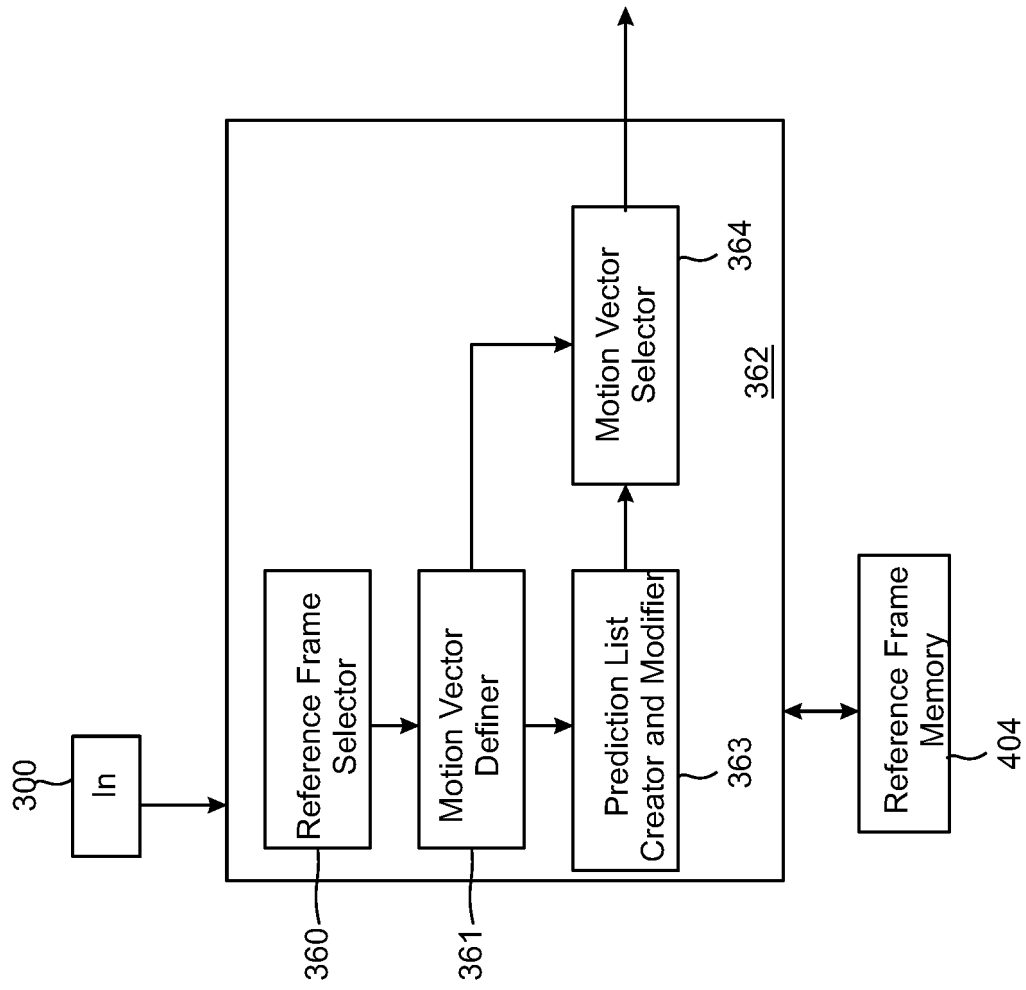 300
In
360
Reference Frame
Selector
361
Motion Vector
Definer
Prediction List
Creator and Modifier
363
Motion Vector
Selector
364
362
Reference Frame
Memory
404